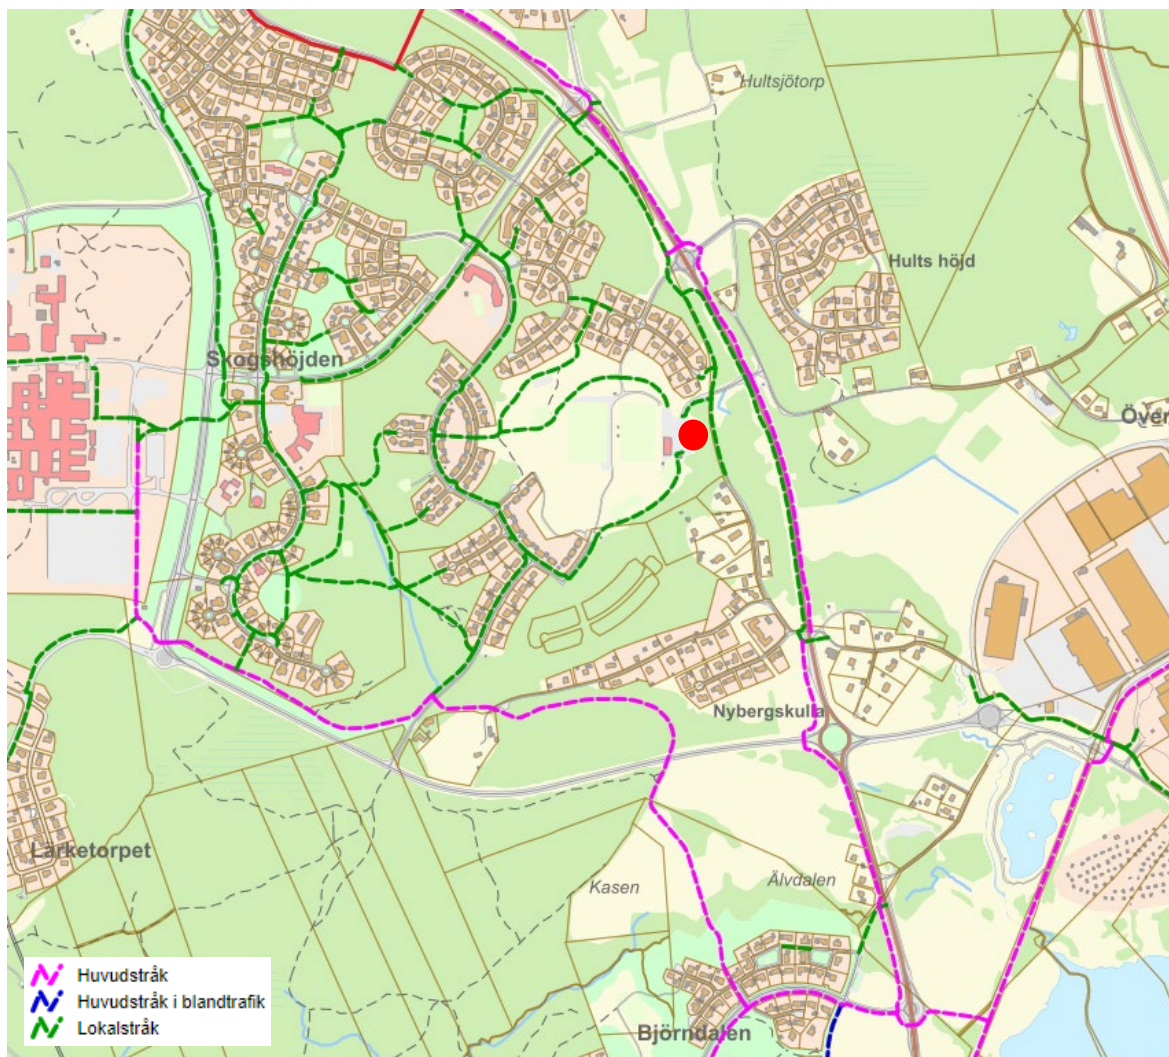 Hultsjötorp
Hults höjd
Skogshöjden
Över
Nybergskulla
Lärketorpet
Kasen
Älvdalen
Björndalen
Huvudstråk
Huvudstråk i blandtrafik
Lokalstråk